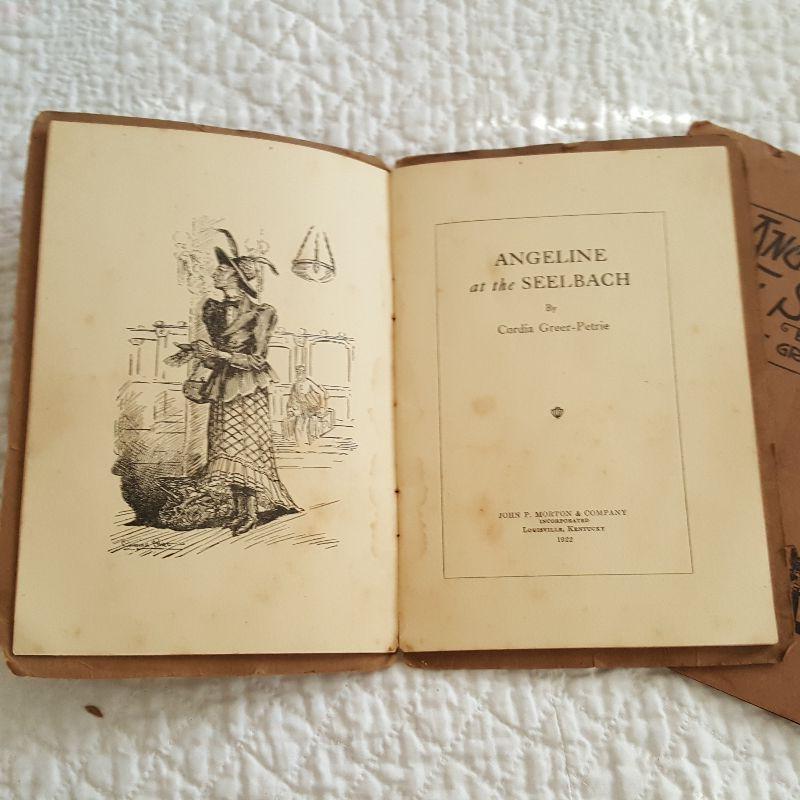 ANGELINE
at the SEELBACH
By
Cordia Greer-Petrie
JOHN P. MORTON & COMPANY
INCORPORATED
LOUISVILLE, KENTUCKY
1922